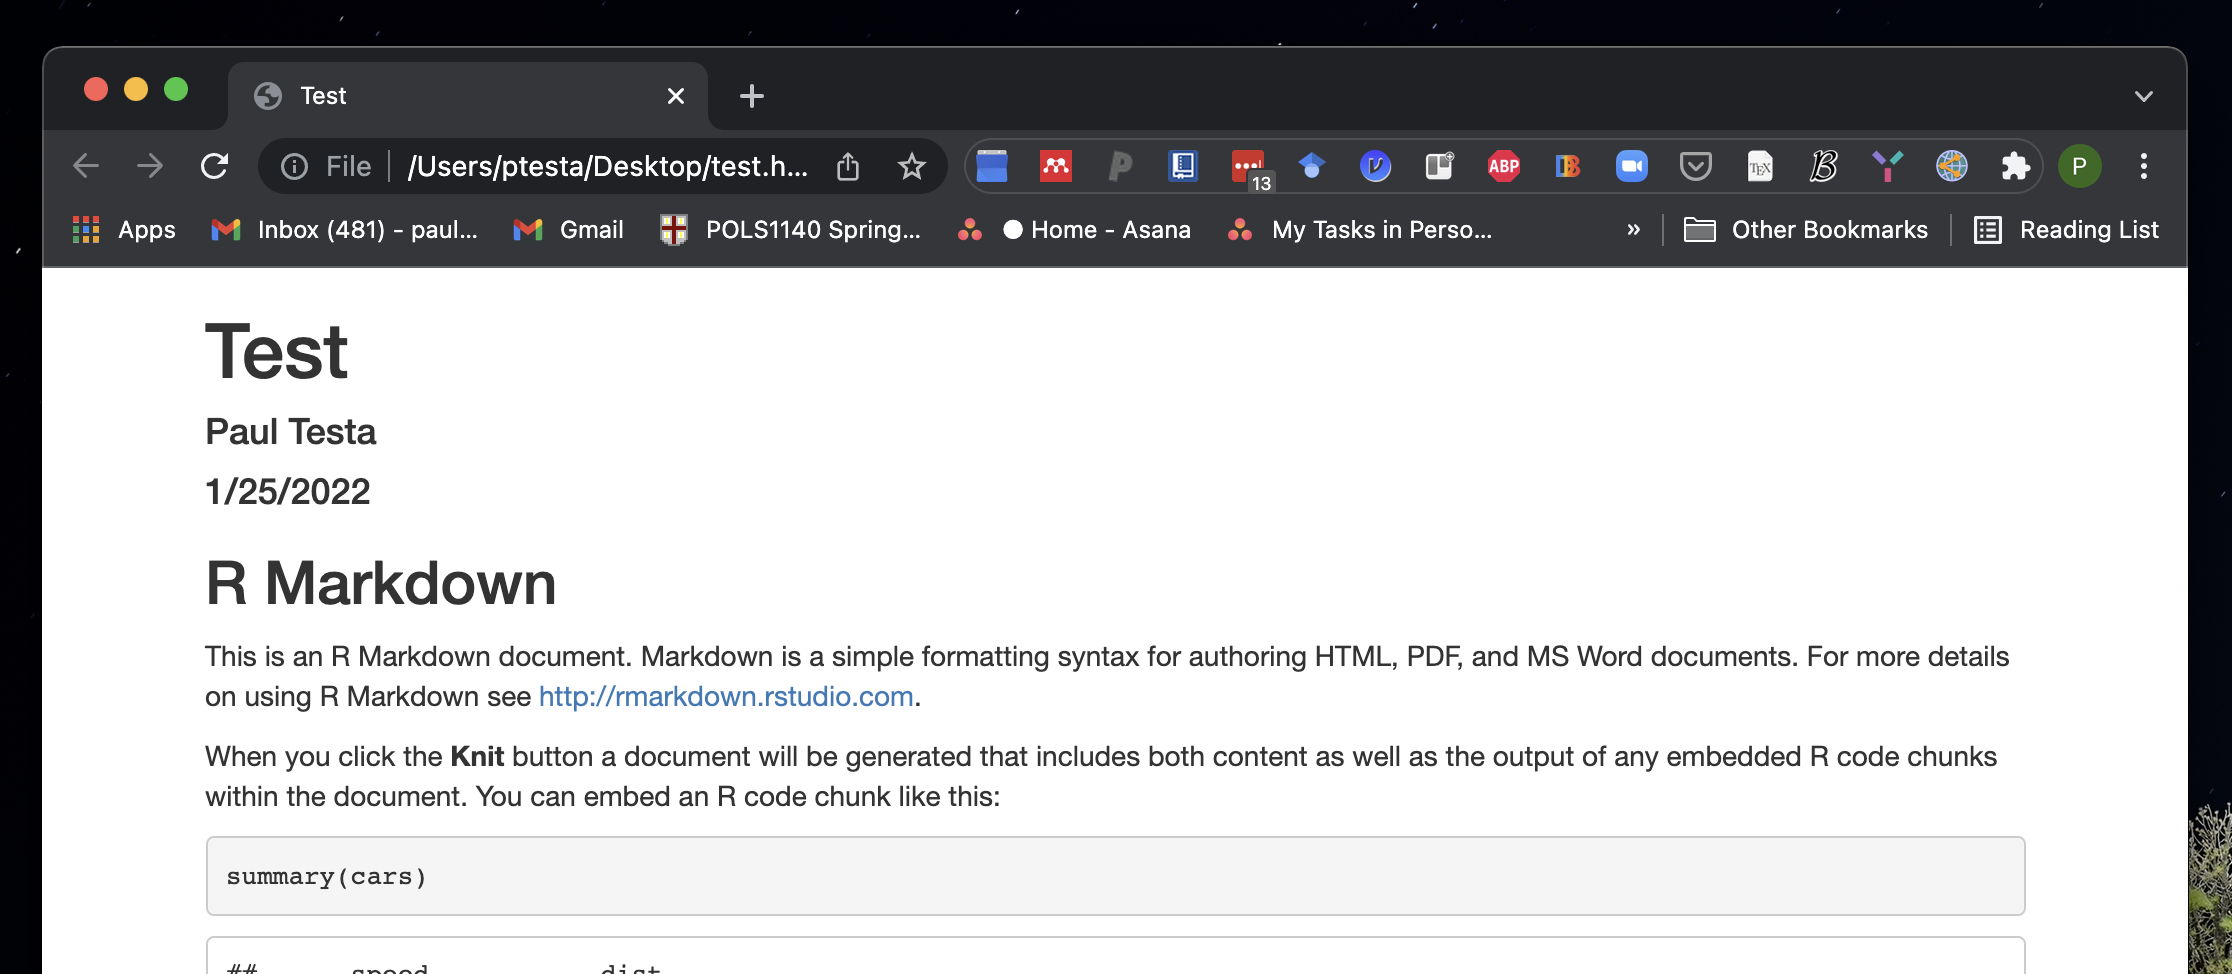 Test
File /Users/ptesta/Desktop/test.h...
13
ABP
TEX
P
Apps Inbox (481) - paul... Gmail POLS1140 Spring... Home - Asana My Tasks in Perso... » Other Bookmarks Reading List
Test
Paul Testa
1/25/2022
R Markdown
This is an R Markdown document. Markdown is a simple formatting syntax for authoring HTML, PDF, and MS Word documents. For more details
on using R Markdown see http://rmarkdown.rstudio.com.
When you click the Knit button a document will be generated that includes both content as well as the output of any embedded R code chunks
within the document. You can embed an R code chunk like this:
summary(cars)
## speed dist